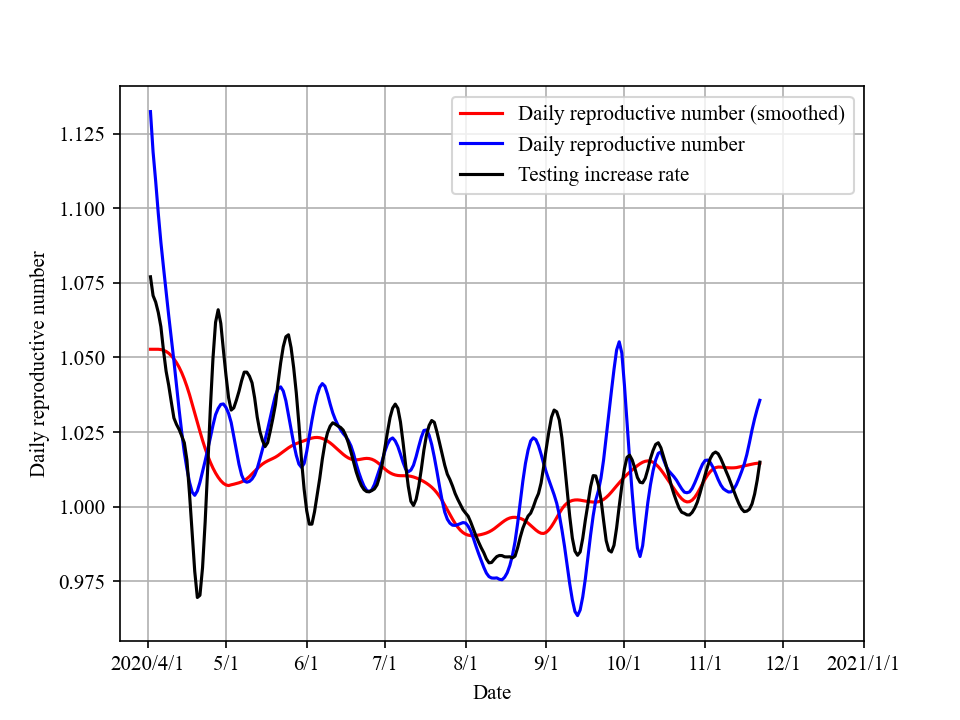 Daily reproductive number (smoothed)
Daily reproductive number
Testing increase rate
Daily reproductive number
1.125
1.100
1.075
1.050
1.025
1.000
0.975
2020/4/1 5/1 6/1 7/1 8/1 9/1 10/1 11/1 12/1 2021/1/1
Date